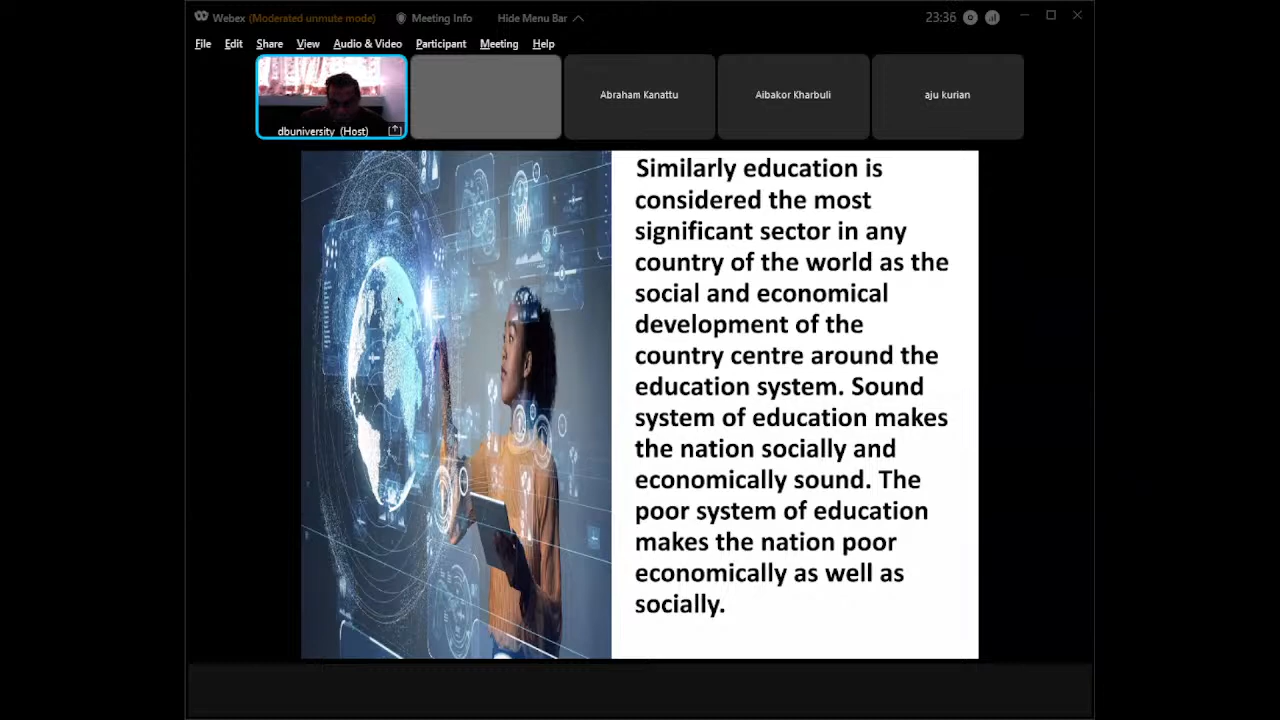 Webex (Moderated unmute mode) Meeting Info Hide Menu Bar 23:36
File Edit Share View Audio & Video Participant Meeting Help
dbuniversity (Host)
Abraham Kanattu
Aibakor Kharbuli
aju kurian
Similarly education is
considered the most
significant sector in any
country of the world as the
social and economical
development of the
country centre around the
education system. Sound
system of education makes
the nation socially and
economically sound. The
poor system of education
makes the nation poor
economically as well as
socially.